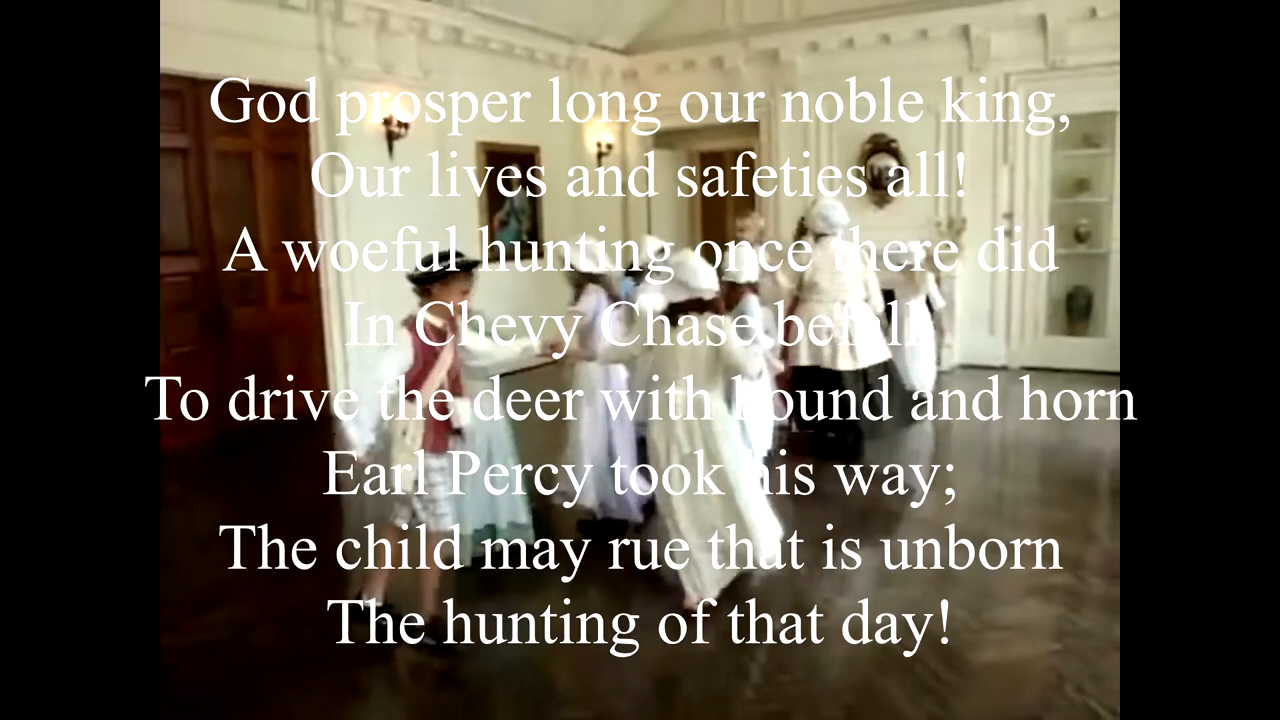 God prosper long our noble king,
Our lives and safeties all!
A woeful hunting once there did
In Chevy Chase befall.
To drive the deer with hound and horn
Earl Percy took his way;
The child may rue that is unborn
The hunting of that day!